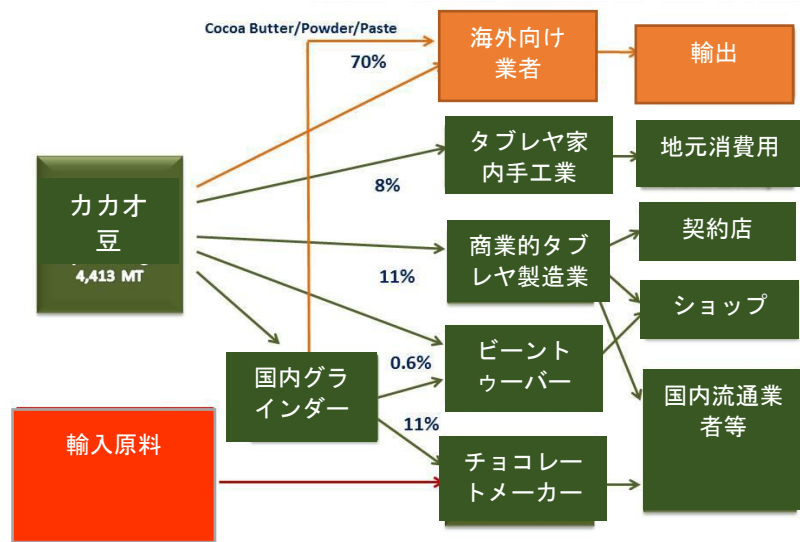 Cocoa Butter/Powder/Paste
70%
海外向け
業者
輸出
タブレヤ家
内手工業
地元消費用
8%
カカオ
豆
4,413 MT
商業的タブ
レヤ製造業
契約店
11%
ショップ
ビーント
ゥーバー
0.6%
国内グラ
インダー
国内流通業
者等
11%
輸入原料
チョコレー
トメーカー